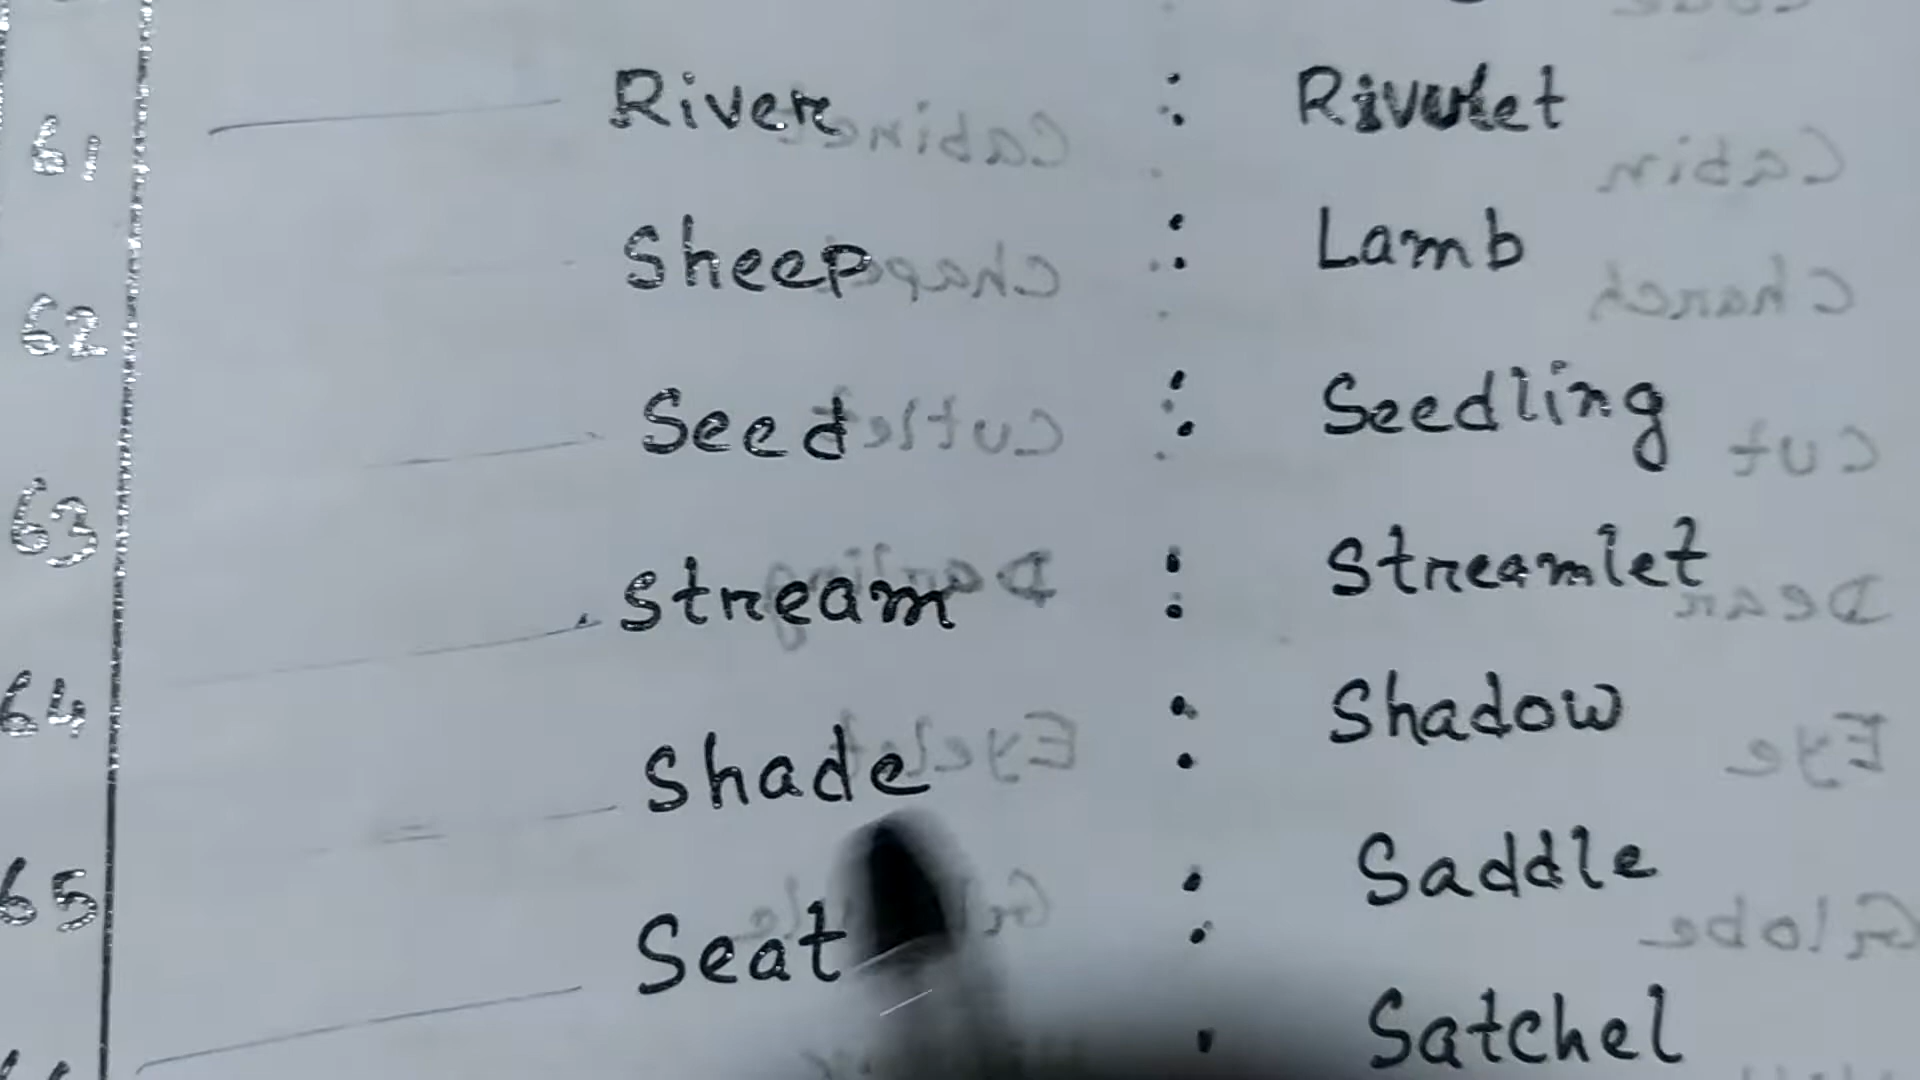 River : Rivulet
61
Sheep : Lamb
62
Seed : Seedling
63
Stream : Streamlet
64
Shade : Shadow
65
Seat : Saddle
: Satchel